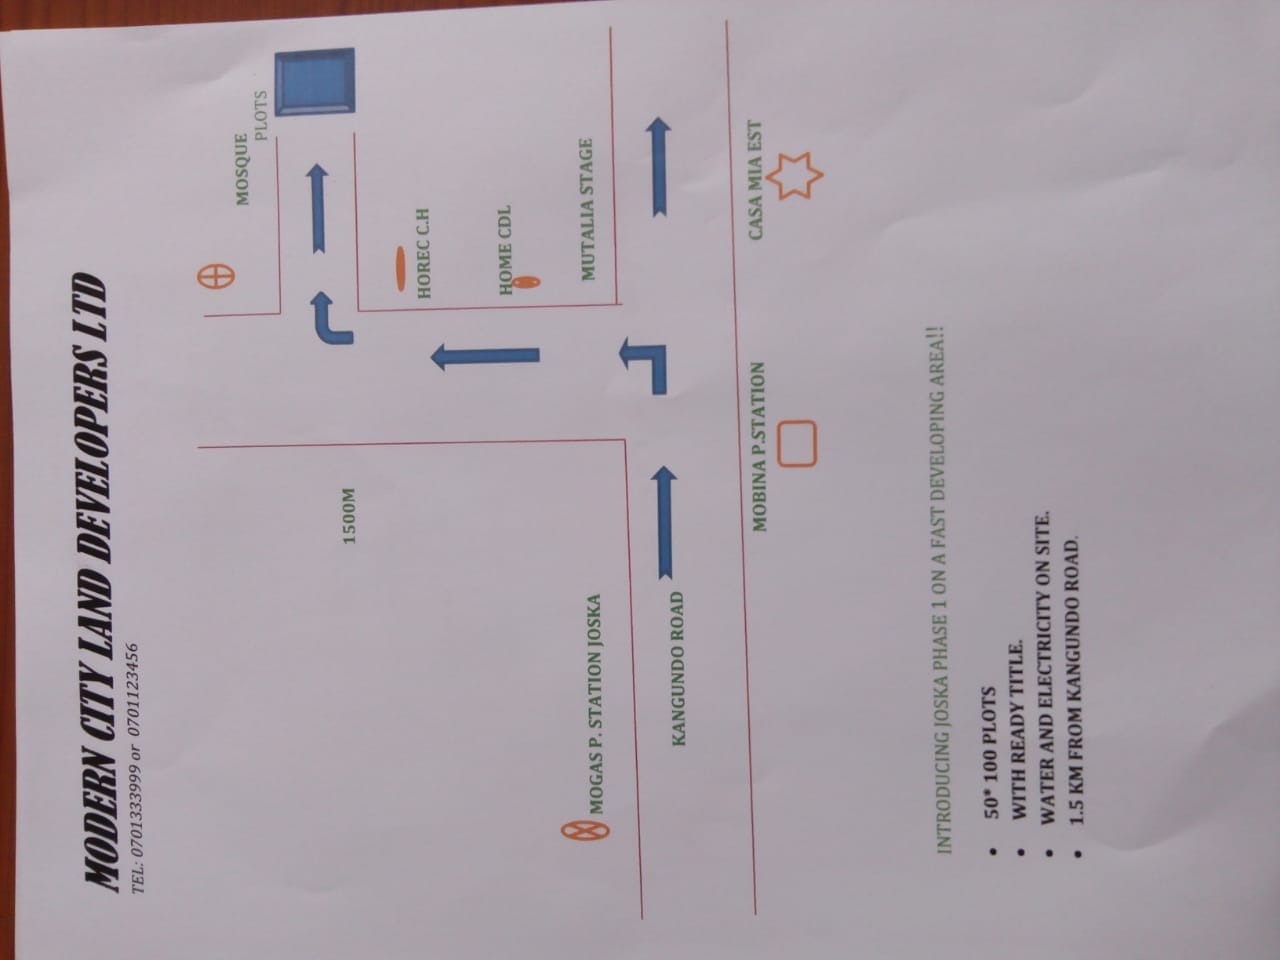 MODERN CITY LAND DEVELOPERS LTD
TEL: 0701333999 or 0701123456
MOSQUE
PLOTS
1500M
HOREC C.H
HOME CDL
MUTALIA STAGE
MOGAS P. STATION JOSKA
KANGUNDO ROAD
MOBINA P.STATION
CASA MIA EST
INTRODUCING JOSKA PHASE 1 ON A FAST DEVELOPING AREA!!
• 50* 100 PLOTS
• WITH READY TITLE.
• WATER AND ELECTRICITY ON SITE.
• 1.5 KM FROM KANGUNDO ROAD.